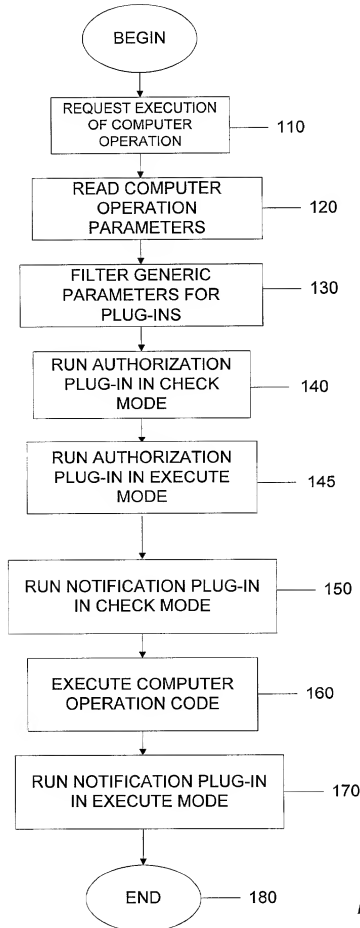 BEGIN
REQUEST EXECUTION
OF COMPUTER
OPERATION
110
READ COMPUTER
OPERATION
PARAMETERS
120
FILTER GENERIC
PARAMETERS FOR
PLUG-INS
130
RUN AUTHORIZATION
PLUG-IN IN CHECK
MODE
140
RUN AUTHORIZATION
PLUG-IN IN EXECUTE
MODE
145
RUN NOTIFICATION PLUG-IN
IN CHECK MODE
150
EXECUTE COMPUTER
OPERATION CODE
160
RUN NOTIFICATION PLUG-IN
IN EXECUTE MODE
170
END
180